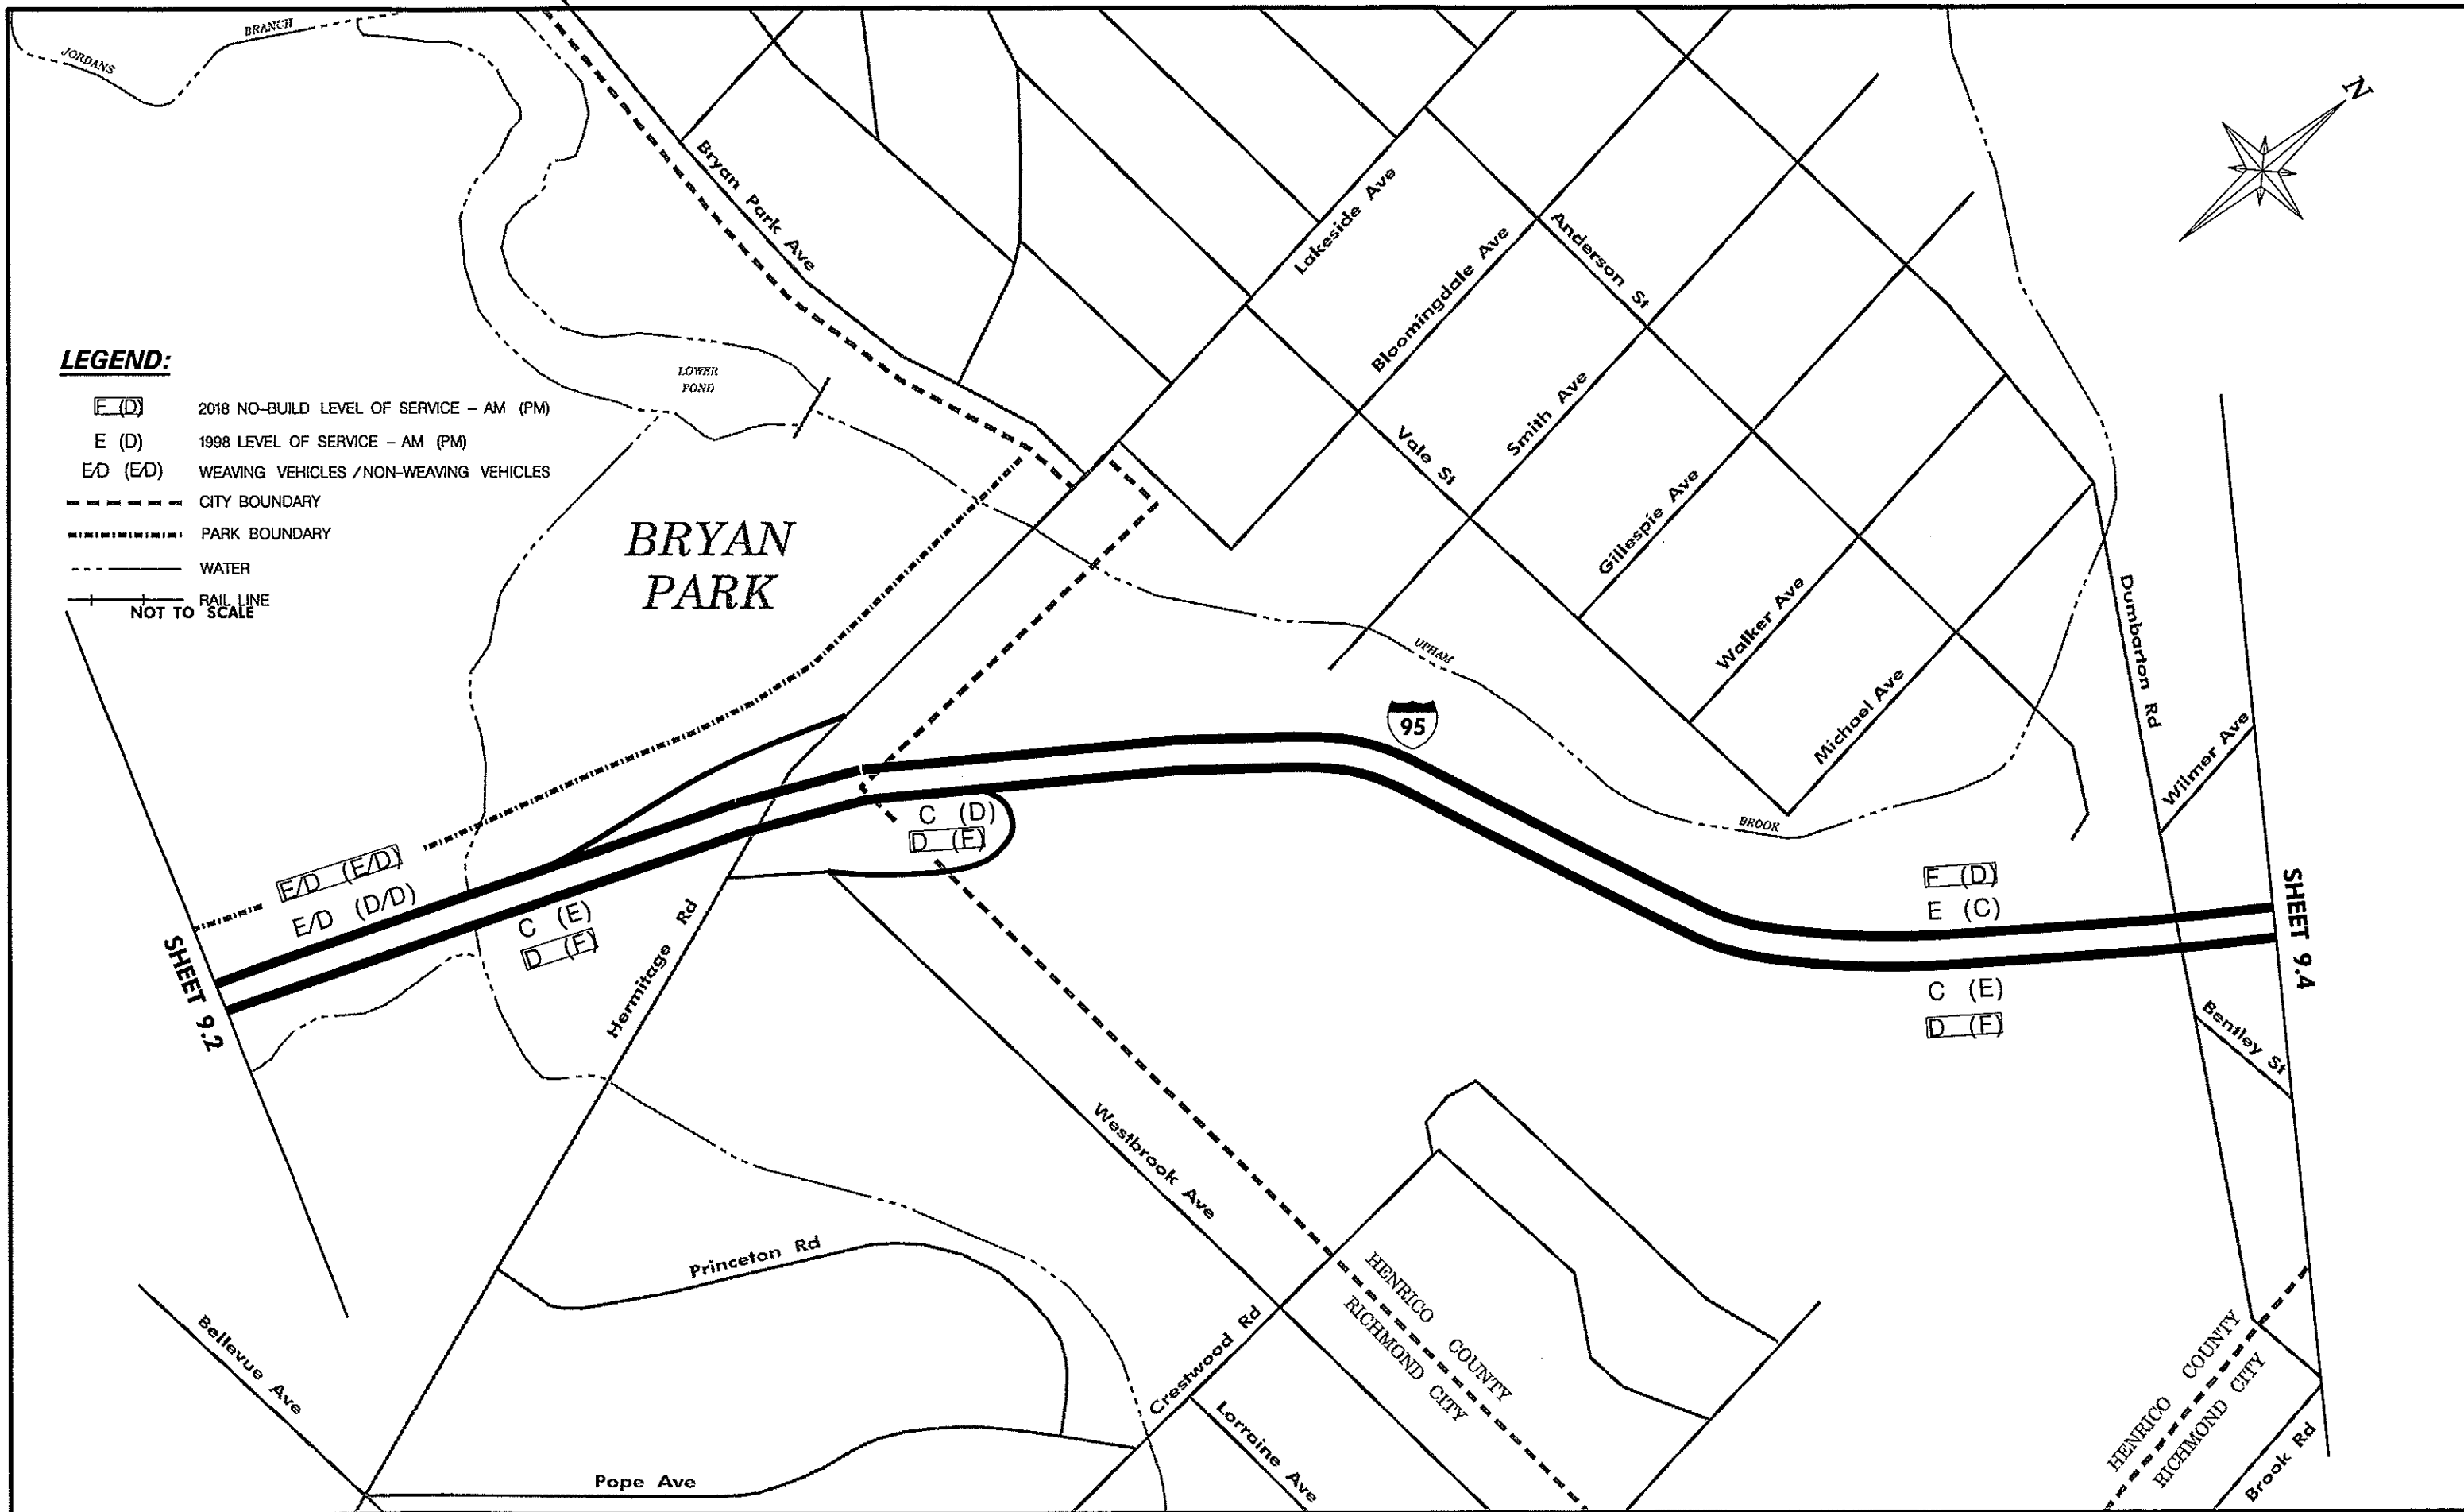 JORDANS
BRANCH
N
Bryan Park Ave
Lakeside Ave
Bloomingdale Ave
Anderson St
Smith Ave
Vale St
Gillespie Ave
Walker Ave
Michael Ave
Dumbarton Rd
Wilmer Ave
LOWER
POND
LEGEND:
F (D) 2018 NO-BUILD LEVEL OF SERVICE - AM (PM)
E (D) 1998 LEVEL OF SERVICE - AM (PM)
E/D (E/D) WEAVING VEHICLES / NON-WEAVING VEHICLES
CITY BOUNDARY
PARK BOUNDARY
WATER
RAIL LINE
NOT TO SCALE
BRYAN
PARK
UPHAM
BROOK
95
E/D (E/D)
E/D (D/D)
C (E)
D (F)
C (D)
D (F)
F (D)
E (C)
C (E)
D (F)
SHEET 9.2
SHEET 9.4
Hermitage Rd
Bentley St
Westbrook Ave
Princeton Rd
Bellevue Ave
Pope Ave
Crestwood Rd
Lorraine Ave
HENRICO COUNTY
RICHMOND CITY
HENRICO COUNTY
RICHMOND CITY
Brook Rd